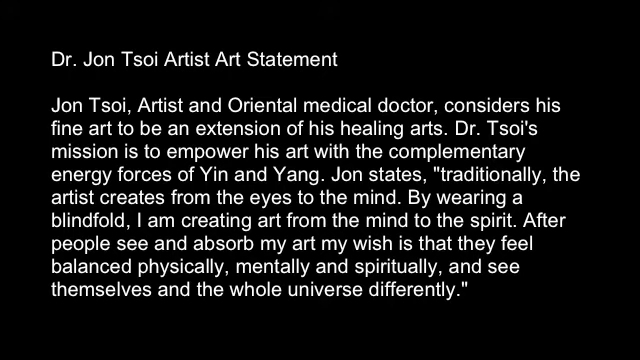 Dr. Jon Tsoi Artist Art Statement
Jon Tsoi, Artist and Oriental medical doctor, considers his
fine art to be an extension of his healing arts. Dr. Tsoi's
mission is to empower his art with the complementary
energy forces of Yin and Yang. Jon states, "traditionally, the
artist creates from the eyes to the mind. By wearing a
blindfold, I am creating art from the mind to the spirit. After
people see and absorb my art my wish is that they feel
balanced physically, mentally and spiritually, and see
themselves and the whole universe differently."